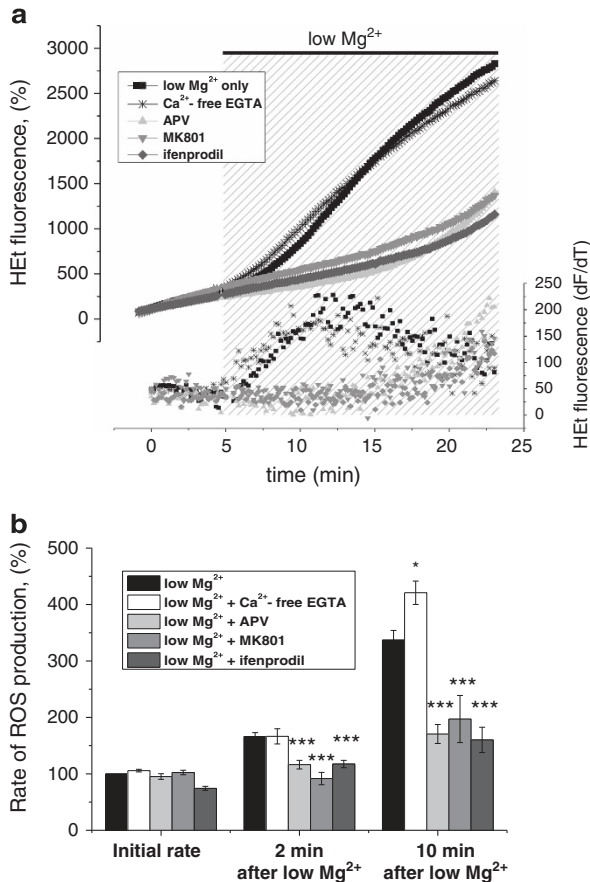 a
low Mg²⁺
HEt fluorescence, (%)
3000
2500
2000
1500
1000
500
0
low Mg²⁺ only
Ca²⁺- free EGTA
APV
MK801
ifenprodil
250
200
150
100
50
0
HEt fluorescence (dF/dT)
0
5
10
15
20
25
time (min)
b
Rate of ROS production, (%)
500
400
300
200
100
0
low Mg²⁺
low Mg²⁺ + Ca²⁺- free EGTA
low Mg²⁺ + APV
low Mg²⁺ + MK801
low Mg²⁺ + ifenprodil
***
***
***
*
***
***
***
Initial rate
2 min
after low Mg²⁺
10 min
after low Mg²⁺